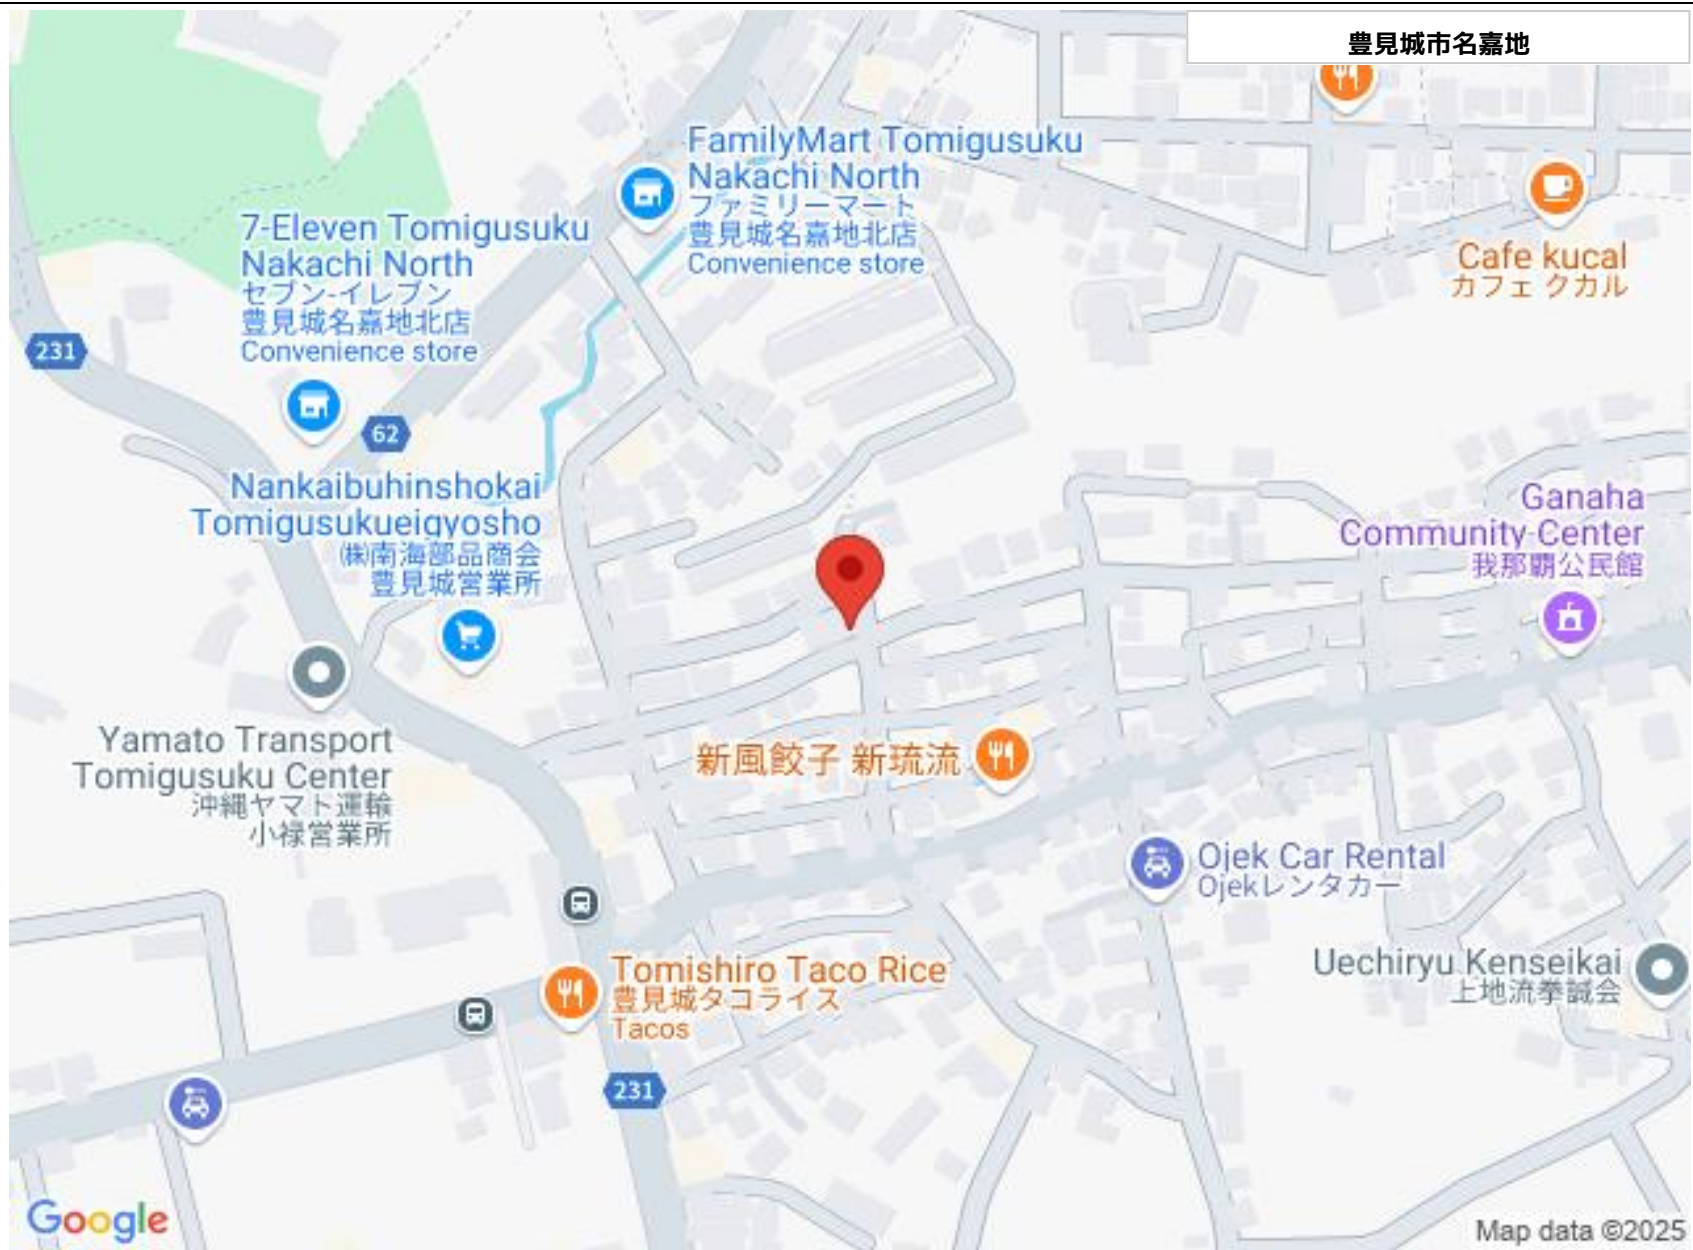 豊見城市名嘉地
FamilyMart Tomigusuku
Nakachi North
ファミリーマート
豊見城名嘉地北店
Convenience store
7-Eleven Tomigusuku
Nakachi North
セブン-イレブン
豊見城名嘉地北店
Convenience store
Cafe kucal
カフェ クカル
231
62
Nankaibuhinshokai
Tomigusukueigyosho
㈱南海部品商会
豊見城営業所
Ganaha
Community Center
我那覇公民館
Yamato Transport
Tomigusuku Center
沖縄ヤマト運輸
小禄営業所
新風餃子 新琉流
Ojek Car Rental
Ojekレンタカー
Tomishiro Taco Rice
豊見城タコライス
Tacos
Uechiryu Kenseikai
上地流拳誠会
231
Google
Map data ©2025